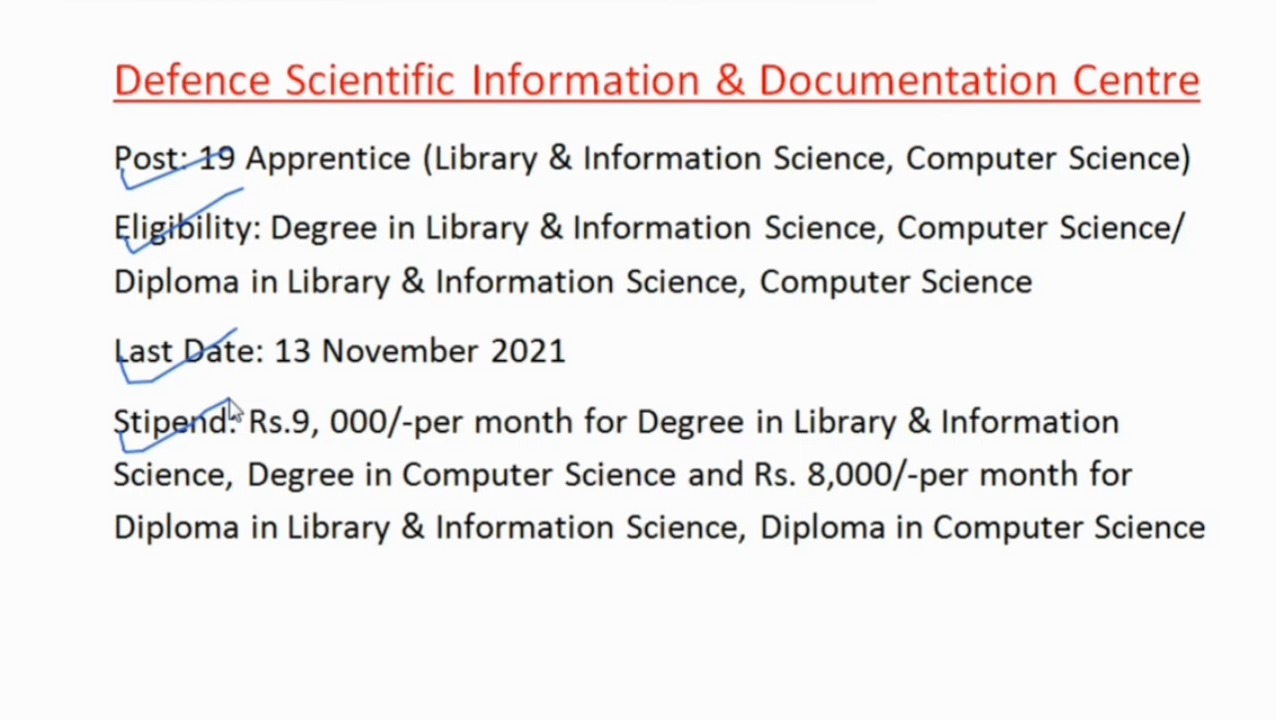 Defence Scientific Information & Documentation Centre
Post: 19 Apprentice (Library & Information Science, Computer Science)
Eligibility: Degree in Library & Information Science, Computer Science/
Diploma in Library & Information Science, Computer Science
Last Date: 13 November 2021
Stipend: Rs.9, 000/-per month for Degree in Library & Information
Science, Degree in Computer Science and Rs. 8,000/-per month for
Diploma in Library & Information Science, Diploma in Computer Science